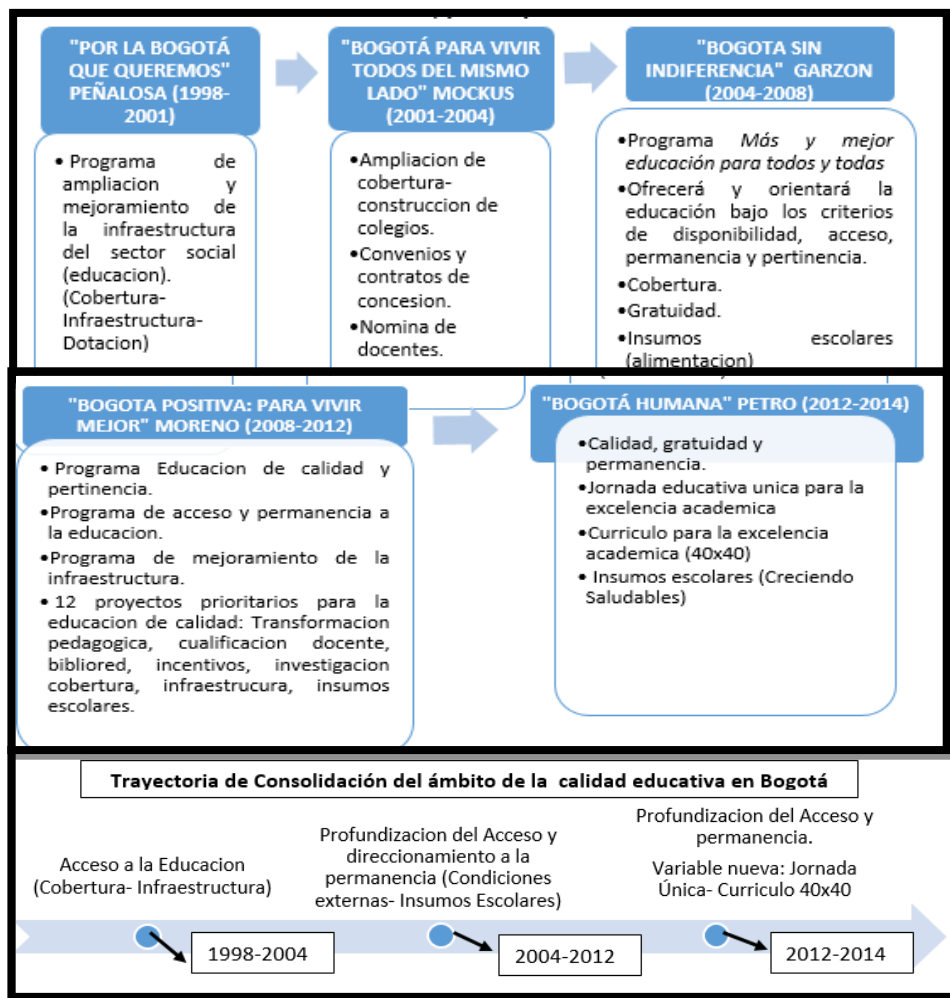 "POR LA BOGOTÁ
QUE QUEREMOS"
PEÑALOSA (1998-
2001)
• Programa de
ampliacion y
mejoramiento de
la infraestructura
del sector social
(educacion).
(Cobertura-
Infraestructura-
Dotacion)
"BOGOTÁ PARA VIVIR
TODOS DEL MISMO
LADO" MOCKUS
(2001-2004)
•Ampliacion de
cobertura-
construccion de
colegios.
•Convenios y
contratos de
concesion.
•Nomina de
docentes.
"BOGOTA SIN
INDIFERENCIA" GARZON
(2004-2008)
•Programa Más y mejor
educación para todos y todas
•Ofrecerá y orientará la
educación bajo los criterios
de disponibilidad, acceso,
permanencia y pertinencia.
•Cobertura.
•Gratuidad.
•Insumos escolares
(alimentacion)
"BOGOTA POSITIVA: PARA VIVIR
MEJOR" MORENO (2008-2012)
• Programa Educacion de calidad y
pertinencia.
•Programa de acceso y permanencia a
la educacion.
•Programa de mejoramiento de la
infraestructura.
• 12 proyectos prioritarios para la
educacion de calidad: Transformacion
pedagogica, cualificacion docente,
bibliored, incentivos, investigacion
cobertura, infraestrucura, insumos
escolares.
"BOGOTÁ HUMANA" PETRO (2012-2014)
•Calidad, gratuidad y
permanencia.
•Jornada educativa unica para la
excelencia academica
•Curriculo para la excelencia
academica (40x40)
• Insumos escolares (Creciendo
Saludables)
Trayectoria de Consolidación del ámbito de la calidad educativa en Bogotá
Acceso a la Educacion
(Cobertura- Infraestructura)
1998-2004
Profundizacion del Acceso y
direccionamiento a la
permanencia (Condiciones
externas- Insumos Escolares)
2004-2012
Profundizacion del Acceso y
permanencia.
Variable nueva: Jornada
Única- Curriculo 40x40
2012-2014